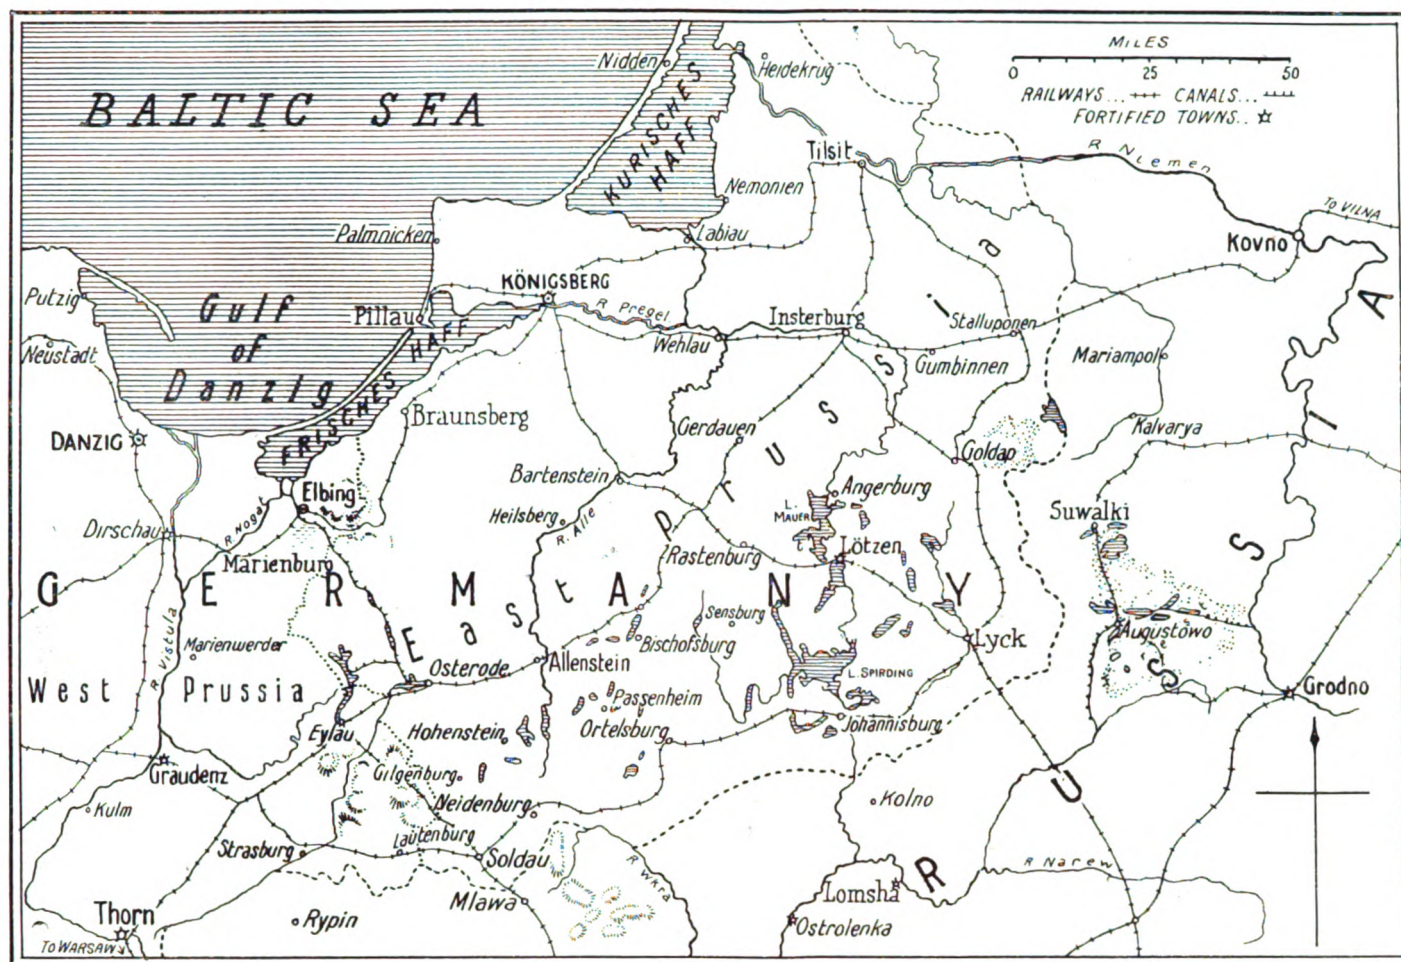 MILES
0 25 50
RAILWAYS... CANALS...
FORTIFIED TOWNS..
BALTIC SEA
Nidden
Heidekrug
KURISCHES
HAFF
Tilsit
R Niemen
Nemonien
To VILNA
Palmnicken
Labiau
Kovno
Putzig
Gulf
of
Danzig
Pillau
KÖNIGSBERG
R Pregel
Insterburg
Stalluponen
Neustadt
FRISCHES HAFF
Wehlau
Gumbinnen
Mariampol
DANZIG
Braunsberg
Gerdauen
Goldap
Kalvarya
Elbing
Bartenstein
Angerburg
L. MAUER
Suwalki
Dirschau
R. Nogat
Heilsberg
R. Alle
Rastenburg
Lötzen
Marienburg
GERMANY
East Prussia
RUSSIA
R Vistula
Marienwerder
Sensburg
Bischofsburg
Augustowo
Lyck
West Prussia
Osterode
Allenstein
L. SPIRDING
Grodno
Passenheim
Eylau
Hohenstein
Ortelsburg
Johannisburg
Graudenz
Gilgenburg
Kulm
Neidenburg
Kolno
Strasburg
Lautenburg
Soldau
R Wkra
R Narew
Thorn
Rypin
Mlawa
Lomsha
Ostrolenka
To WARSAW